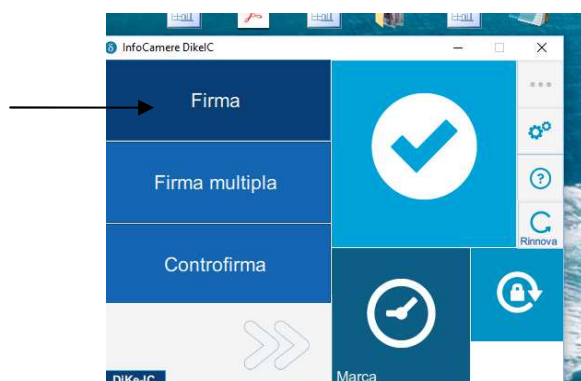 InfoCamere DikeIC
Firma
Firma multipla
Controfirma
Rinnova
Marca
DiKe-IC